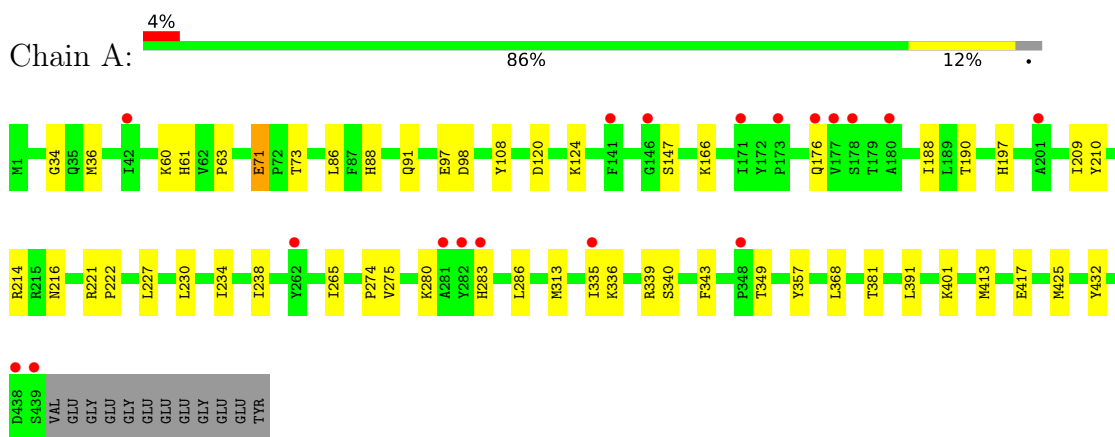 4%
Chain A:
86% 12% •
M1 G34 Q35 M36 I42 K60 H61 V62 P63 E71 P72 T73 L86 F87 H88 Q91 E97 D98 Y108 D120 K124 F141 G146 S147 K166 I171 Y172 P173 Q176 V177 S178 T179 A180 I188 L189 T190 H197 A201 I209 Y210
R214 R215 N216 R221 P222 L227 L230 I234 I238 Y262 I265 P274 V275 K280 A281 Y282 H283 L286 M313 I335 K336 R339 S340 F343 P348 T349 Y357 L368 T381 L391 K401 M413 E417 M425 Y432
D438 S439 VAL GLU GLY GLU GLY GLU GLU GLU GLY GLU GLU TYR